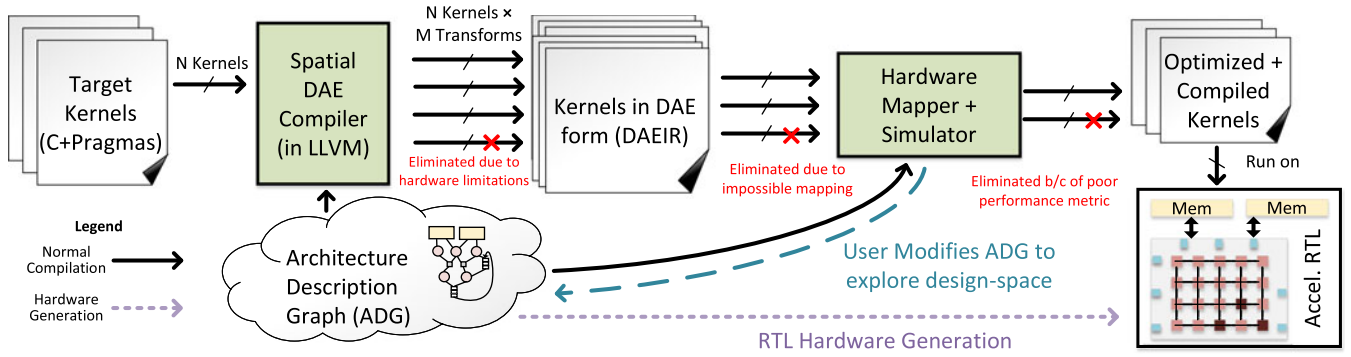 Target
Kernels
(C+Pragmas)
N Kernels
Spatial
DAE
Compiler
(in LLVM)
N Kernels ×
M Transforms
Eliminated due to
hardware limitations
Kernels in DAE
form (DAEIR)
Eliminated due to
impossible mapping
Hardware
Mapper +
Simulator
Eliminated b/c of poor
performance metric
Optimized +
Compiled
Kernels
Run on
Mem
Mem
Accel. RTL
Legend
Normal
Compilation
Hardware
Generation
Architecture
Description
Graph (ADG)
User Modifies ADG to
explore design-space
RTL Hardware Generation